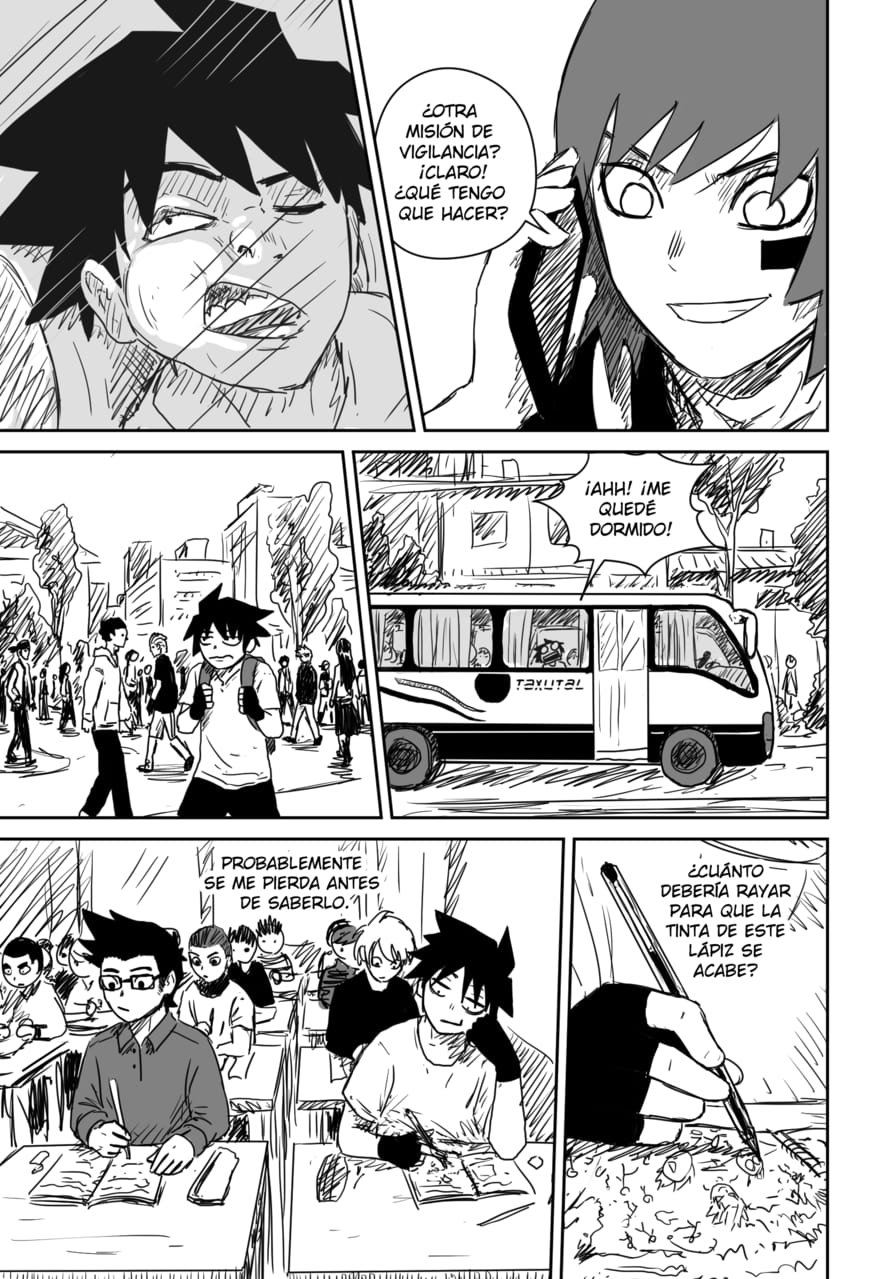 ¿OTRA
MISIÓN DE
VIGILANCIA?
¡CLARO!
¿QUÉ TENGO
QUE HACER?
¡AHH! ¡ME
QUEDÉ
DORMIDO!
TAXUTAL
¿CUÁNTO
DEBERÍA RAYAR
PARA QUE LA
TINTA DE ESTE
LÁPIZ SE
ACABE?
PROBABLEMENTE
SE ME PIERDA ANTES
DE SABERLO.